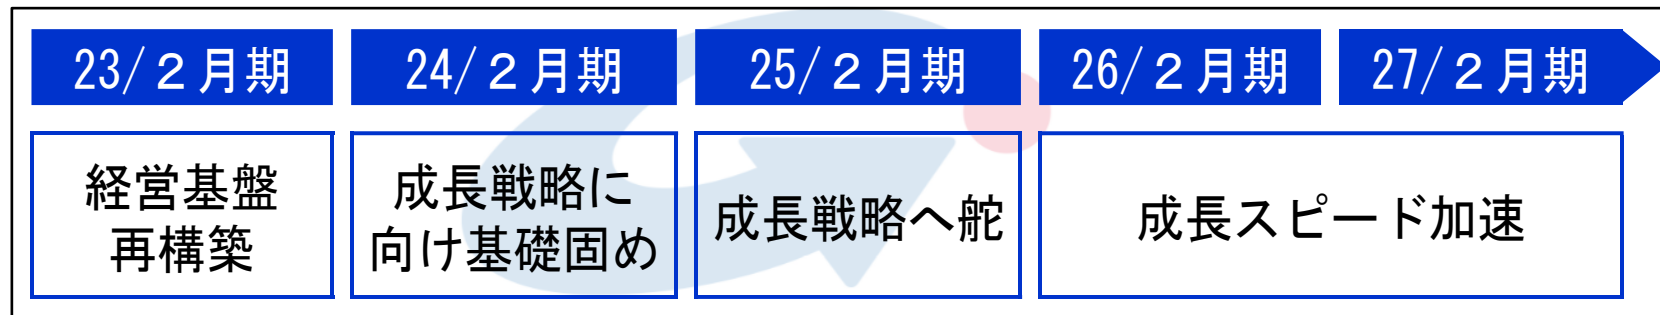 23/２月期
24/２月期
25/２月期
26/２月期
27/２月期
経営基盤
再構築
成長戦略に
向け基礎固め
成長戦略へ舵
成長スピード加速